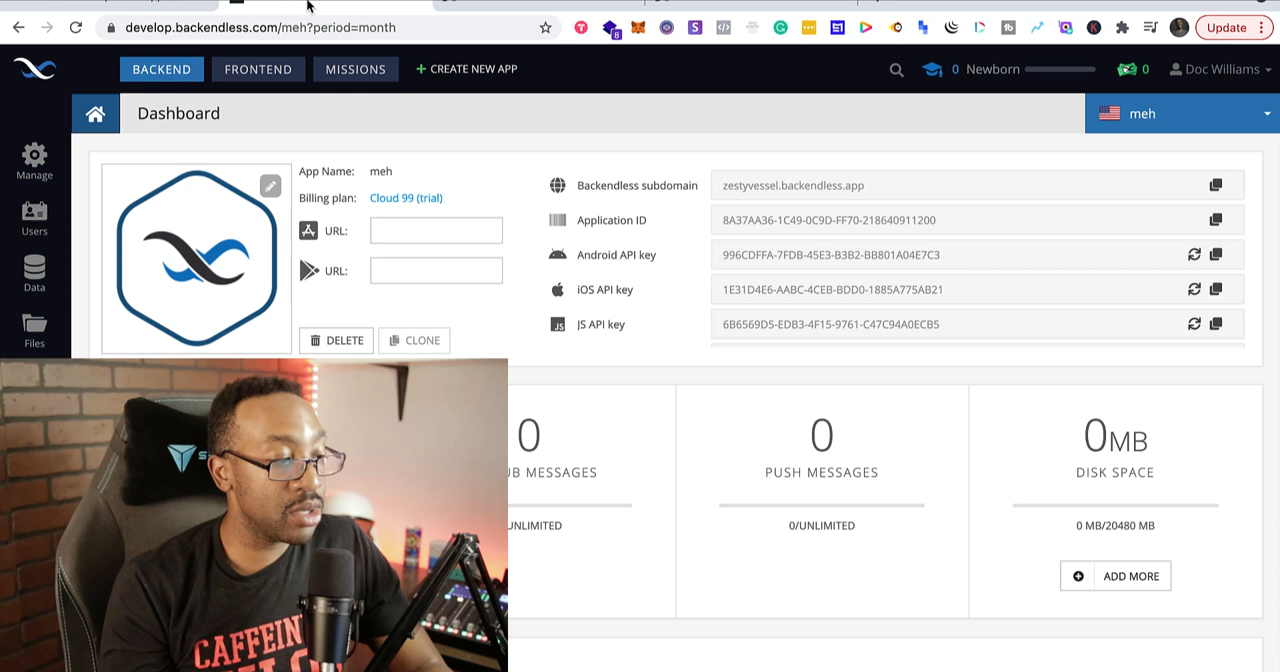 develop.backendless.com/meh?period=month
Update
8
BACKEND
FRONTEND
MISSIONS
+ CREATE NEW APP
0
Newborn
0
Doc Williams
Dashboard
meh
Manage
Users
Data
Files
App Name:
meh
Billing plan:
Cloud 99 (trial)
URL:
URL:
DELETE
CLONE
Backendless subdomain
zestyvessel.backendless.app
Application ID
8A37AA36-1C49-0C9D-FF70-218640911200
Android API key
996CDFFA-7FDB-45E3-B3B2-BB801A04E7C3
iOS API key
1E31D4E6-AABC-4CEB-BDD0-1885A775AB21
JS API key
6B6569D5-EDB3-4F15-9761-C47C94A0ECB5
0
UB MESSAGES
UNLIMITED
0
PUSH MESSAGES
0/UNLIMITED
0MB
DISK SPACE
0 MB/20480 MB
ADD MORE
CAFFEIN